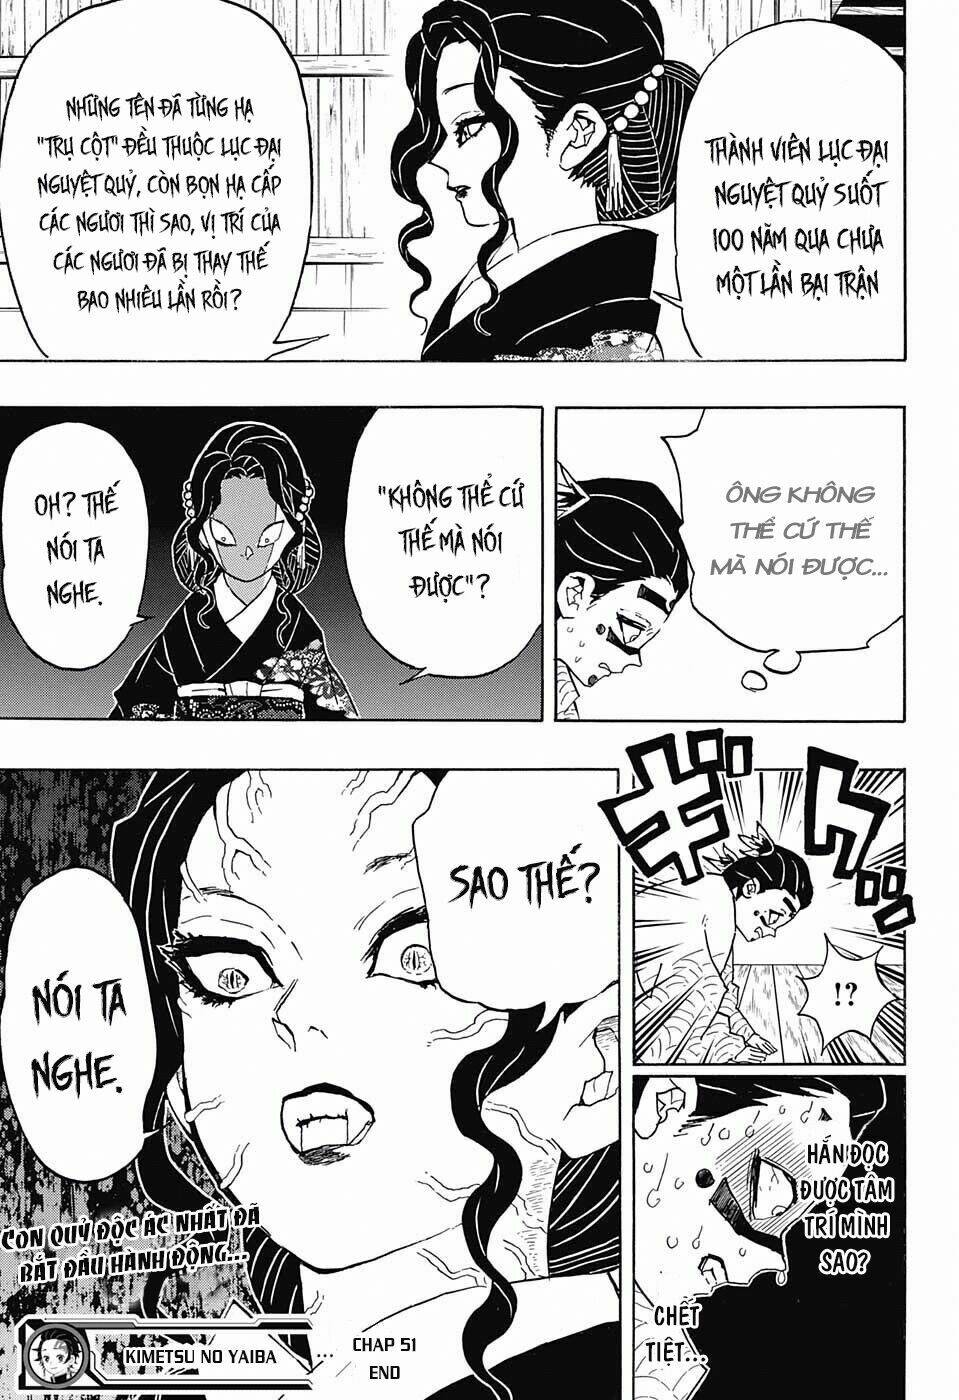 THÀNH VIÊN LỤC ĐẠI
NGUYỆT QUỶ SUỐT
100 NĂM QUA CHƯA
MỘT LẦN BẠI TRẬN
NHỮNG TÊN ĐÃ TỪNG HẠ
"TRỤ CỘT" ĐỀU THUỘC LỤC ĐẠI
NGUYỆT QUỶ, CÒN BỌN HẠ CẤP
CÁC NGƯƠI THÌ SAO, VỊ TRÍ CỦA
CÁC NGƯƠI ĐÃ BỊ THAY THẾ
BAO NHIÊU LẦN RỒI?
ÔNG KHÔNG
THỂ CỨ THẾ
MÀ NÓI ĐƯỢC...
"KHÔNG THỂ CỨ
THẾ MÀ NÓI
ĐƯỢC"?
OH? THẾ
NÓI TA
NGHE.
ギクッ
!?
HẮN ĐỌC
ĐƯỢC TÂM
TRÍ MÌNH
SAO?
CHẾT
TIỆT...
SAO THẾ?
NÓI TA
NGHE.
CON QUỶ ĐỘC ÁC NHẤT ĐÃ
BẮT ĐẦU HÀNH ĐỘNG...
KIMETSU NO YAIBA ... CHAP 51
END